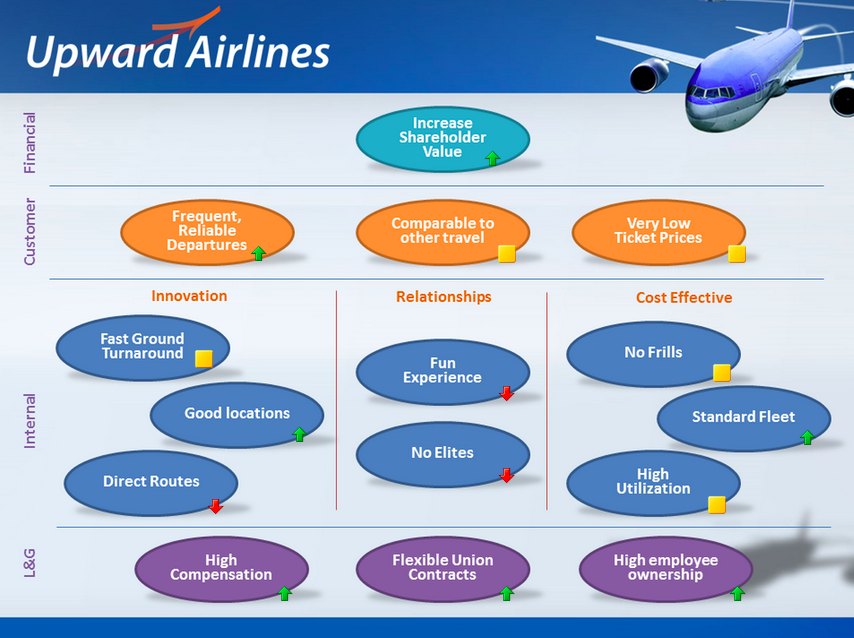 Upward Airlines
Financial
Increase
Shareholder
Value
Customer
Frequent,
Reliable
Departures
Comparable to
other travel
Very Low
Ticket Prices
Internal
Innovation
Relationships
Cost Effective
Fast Ground
Turnaround
Good locations
Direct Routes
Fun
Experience
No Elites
No Frills
Standard Fleet
High
Utilization
L&G
High
Compensation
Flexible Union
Contracts
High employee
ownership